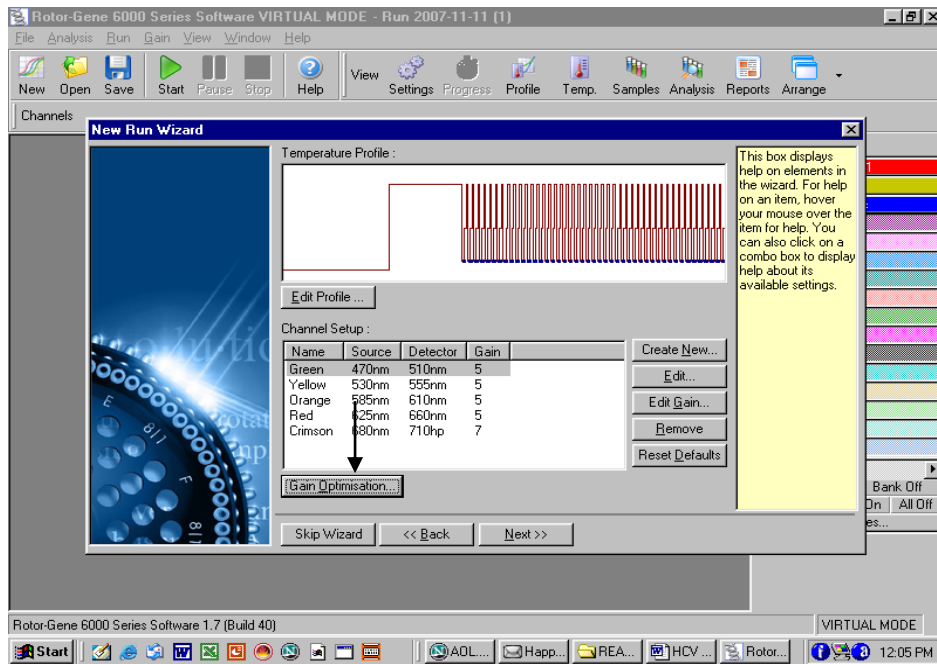 Rotor-Gene 6000 Series Software VIRTUAL MODE - Run 2007-11-11 (1)
File Analysis Run Gain View Window Help
New Open Save Start Pause Stop Help View Settings Progress Profile Temp. Samples Analysis Reports Arrange
Channels
New Run Wizard
Temperature Profile :
Edit Profile ...
Channel Setup :
Name Source Detector Gain
Green 470nm 510nm 5
Yellow 530nm 555nm 5
Orange 585nm 610nm 5
Red 625nm 660nm 5
Crimson 680nm 710hp 7
Create New...
Edit...
Edit Gain...
Remove
Reset Defaults
Gain Optimisation...
This box displays
help on elements in
the wizard. For help
on an item, hover
your mouse over the
item for help. You
can also click on a
combo box to display
help about its
available settings.
Skip Wizard << Back Next >>
Bank Off
On All Off
es...
Rotor-Gene 6000 Series Software 1.7 (Build 40) VIRTUAL MODE
Start AOL... Happ... REA... HCV ... Rotor... 12:05 PM